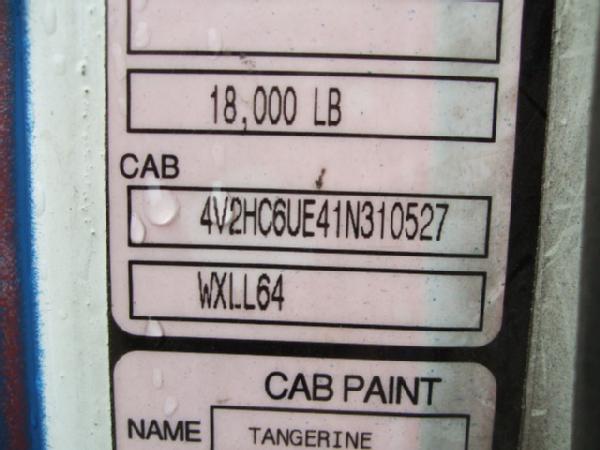 18,000 LB
CAB
4V2HC6UE41N310527
WXLL64
CAB PAINT
NAME TANGERINE